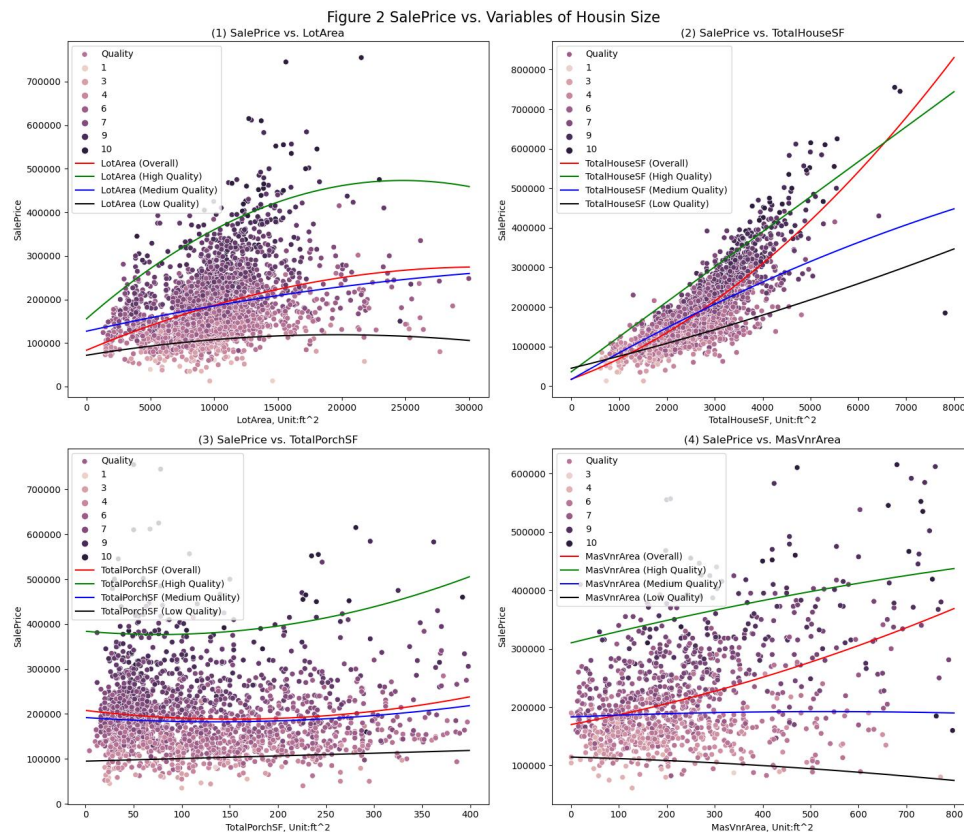 Figure 2 SalePrice vs. Variables of Housin Size
(1) SalePrice vs. LotArea
SalePrice
700000
600000
500000
400000
300000
200000
100000
0
Quality
1
3
4
6
7
9
10
LotArea (Overall)
LotArea (High Quality)
LotArea (Medium Quality)
LotArea (Low Quality)
0 5000 10000 15000 20000 25000 30000
LotArea, Unit:ft^2
(2) SalePrice vs. TotalHouseSF
SalePrice
800000
700000
600000
500000
400000
300000
200000
100000
0
Quality
1
3
4
6
7
9
10
TotalHouseSF (Overall)
TotalHouseSF (High Quality)
TotalHouseSF (Medium Quality)
TotalHouseSF (Low Quality)
0 1000 2000 3000 4000 5000 6000 7000 8000
TotalHouseSF, Unit:ft^2
(3) SalePrice vs. TotalPorchSF
SalePrice
700000
600000
500000
400000
300000
200000
100000
0
Quality
1
3
4
6
7
9
10
TotalPorchSF (Overall)
TotalPorchSF (High Quality)
TotalPorchSF (Medium Quality)
TotalPorchSF (Low Quality)
0 50 100 150 200 250 300 350 400
TotalPorchSF, Unit:ft^2
(4) SalePrice vs. MasVnrArea
SalePrice
600000
500000
400000
300000
200000
100000
Quality
3
4
6
7
9
10
MasVnrArea (Overall)
MasVnrArea (High Quality)
MasVnrArea (Medium Quality)
MasVnrArea (Low Quality)
0 100 200 300 400 500 600 700 800
MasVnrArea, Unit:ft^2